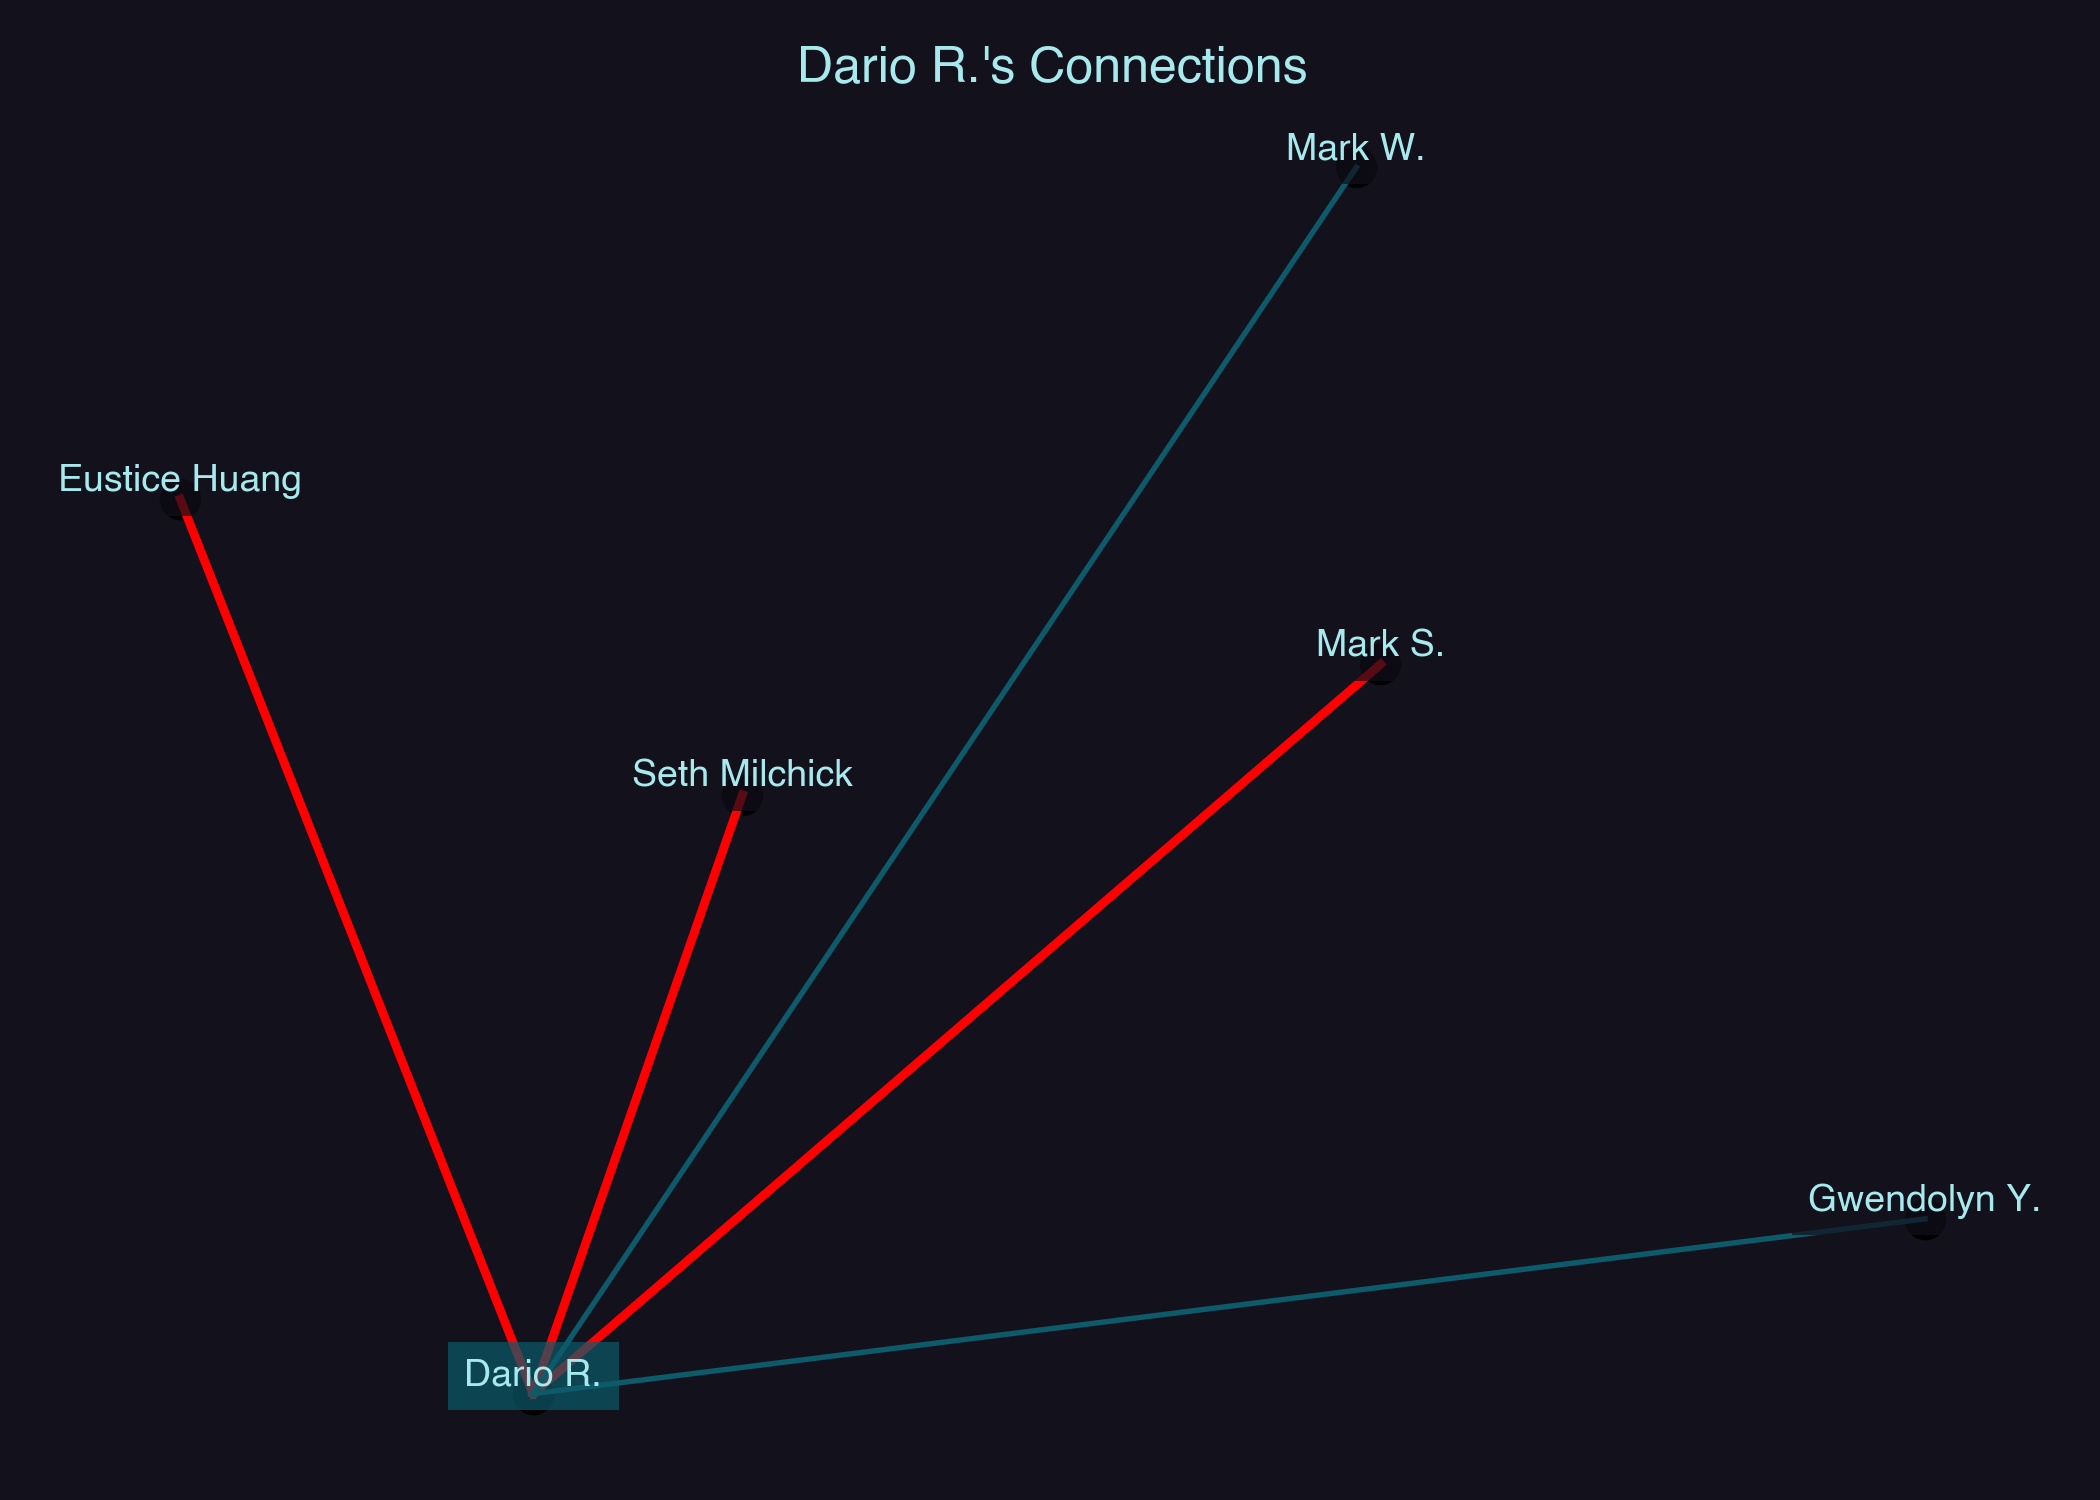 Dario R.'s Connections
Mark W.
Eustice Huang
Mark S.
Seth Milchick
Gwendolyn Y.
Dario R.